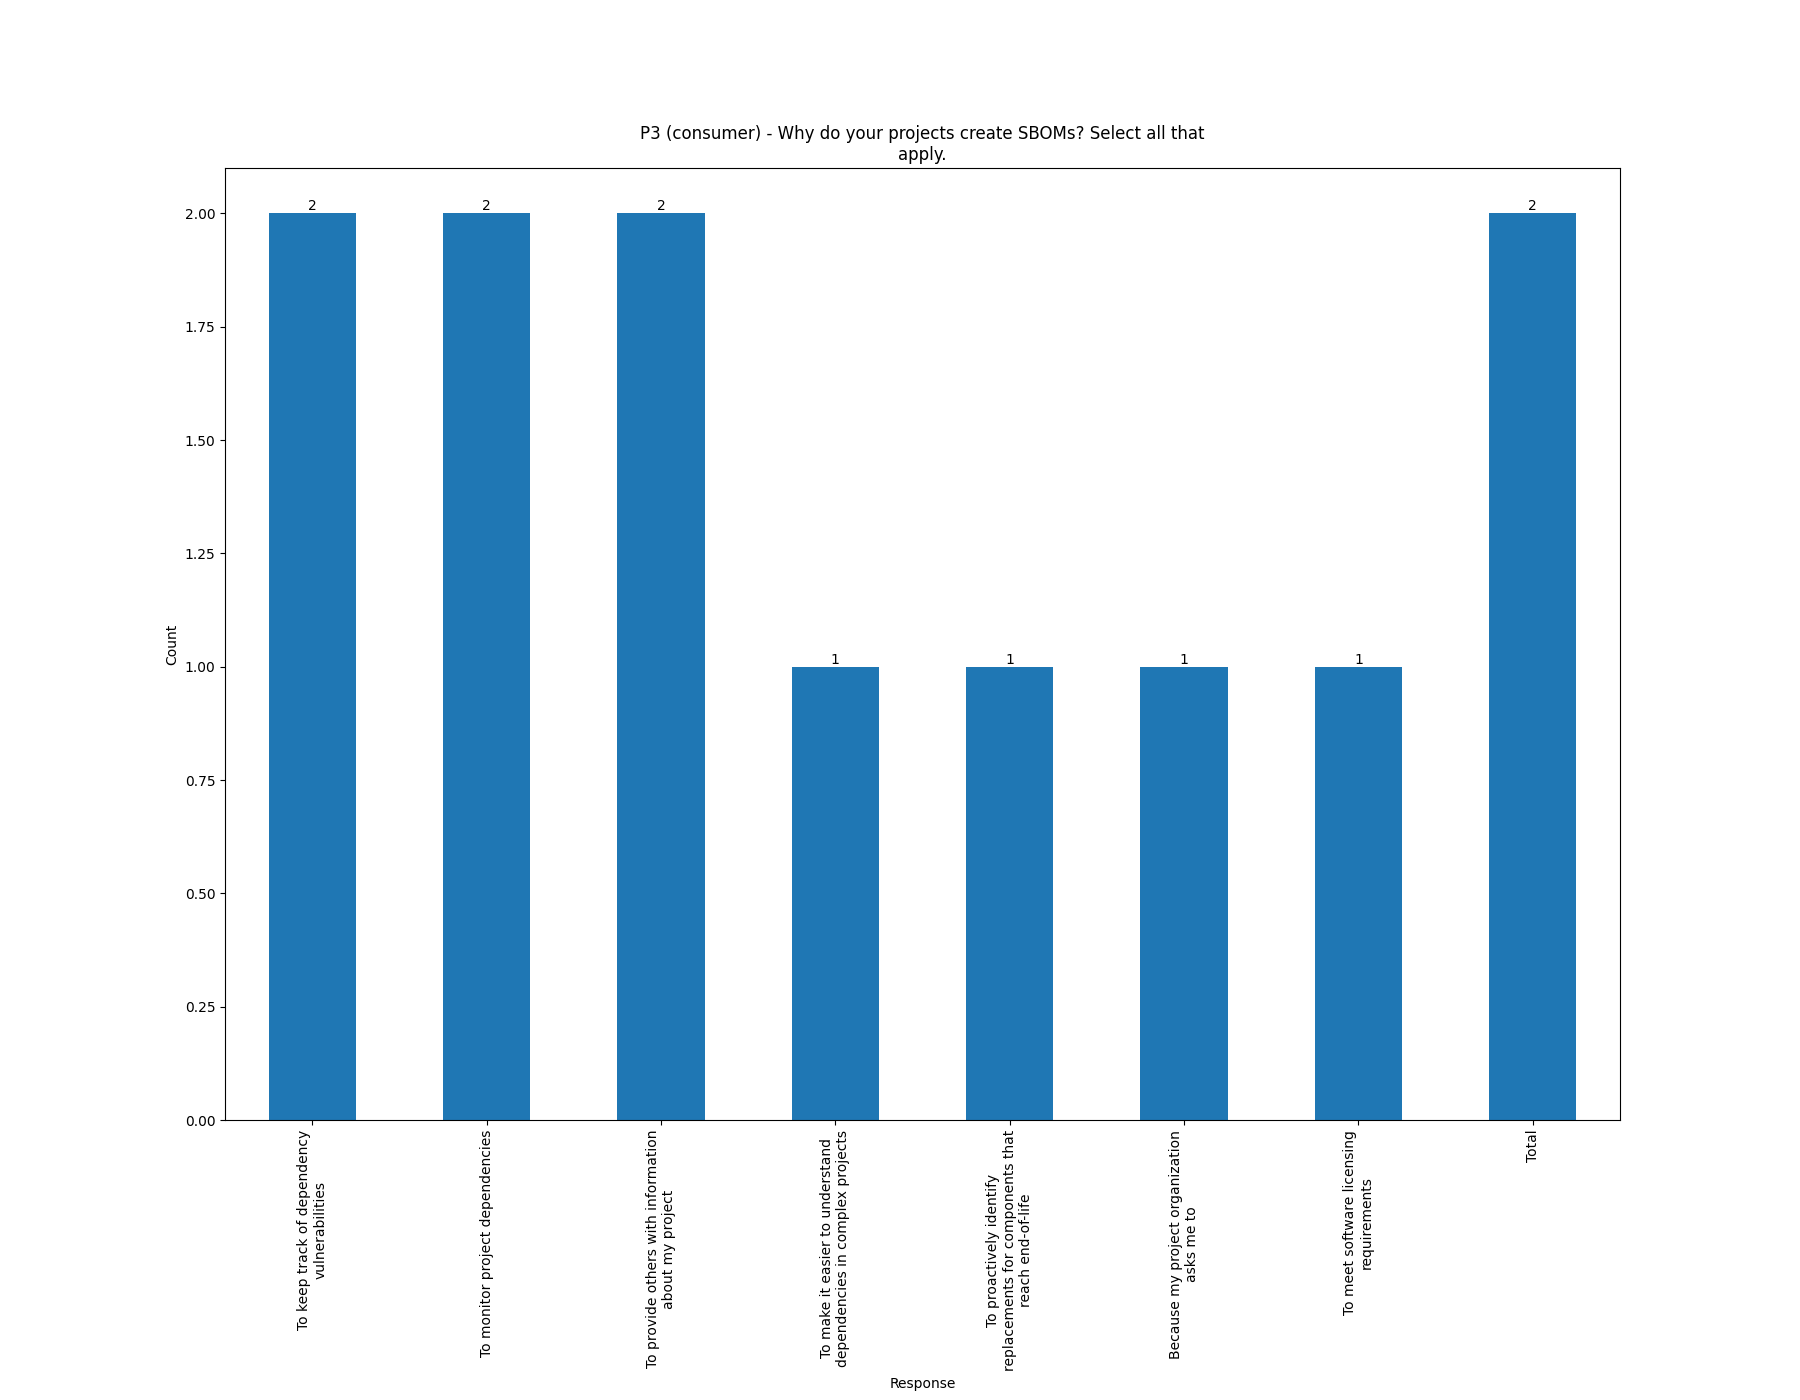 P3 (consumer) - Why do your projects create SBOMs? Select all that
apply.
2
2
2
1
1
1
1
2
2.00
1.75
1.50
1.25
1.00
0.75
0.50
0.25
0.00
Count
To keep track of dependency
vulnerabilities
To monitor project dependencies
To provide others with information
about my project
To make it easier to understand
dependencies in complex projects
To proactively identify
replacements for components that
reach end-of-life
Because my project organization
asks me to
To meet software licensing
requirements
Total
Response